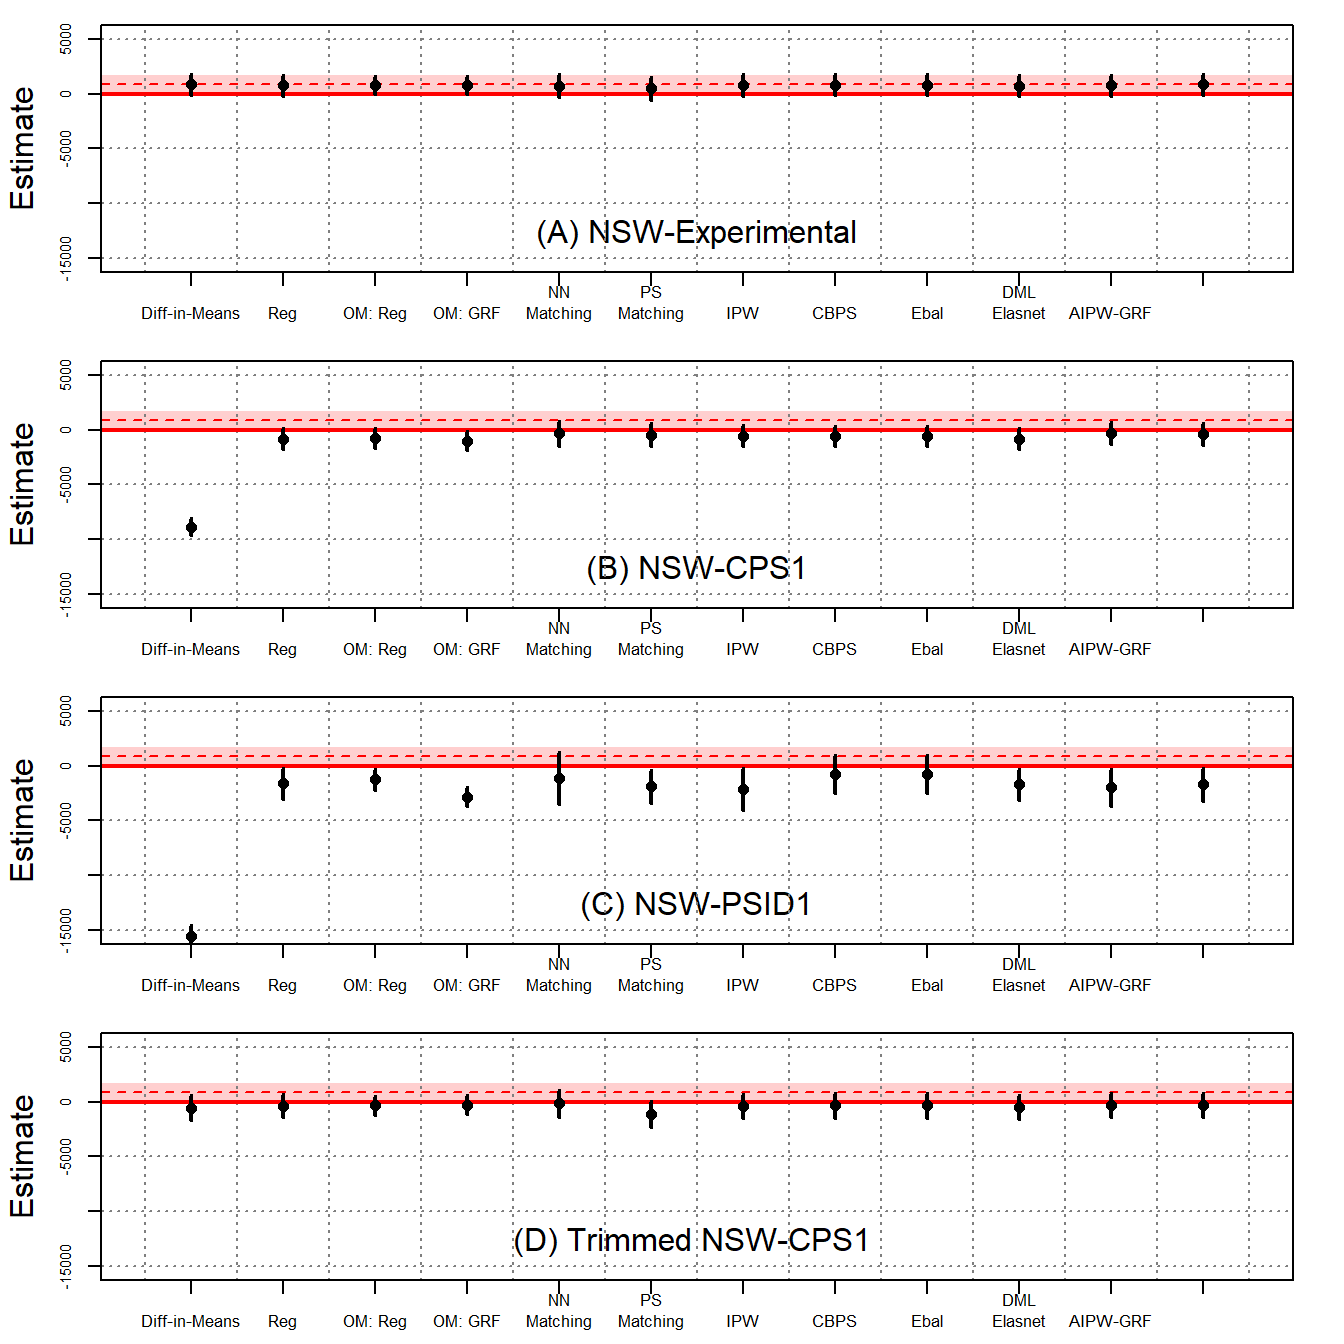 Estimate
5000
0
-5000
-15000
(A) NSW-Experimental
NN PS DML
Diff-in-Means Reg OM: Reg OM: GRF Matching Matching IPW CBPS Ebal Elasnet AIPW-GRF
Estimate
5000
0
-5000
-15000
(B) NSW-CPS1
NN PS DML
Diff-in-Means Reg OM: Reg OM: GRF Matching Matching IPW CBPS Ebal Elasnet AIPW-GRF
Estimate
5000
0
-5000
-15000
(C) NSW-PSID1
NN PS DML
Diff-in-Means Reg OM: Reg OM: GRF Matching Matching IPW CBPS Ebal Elasnet AIPW-GRF
Estimate
5000
0
-5000
-15000
(D) Trimmed NSW-CPS1
NN PS DML
Diff-in-Means Reg OM: Reg OM: GRF Matching Matching IPW CBPS Ebal Elasnet AIPW-GRF